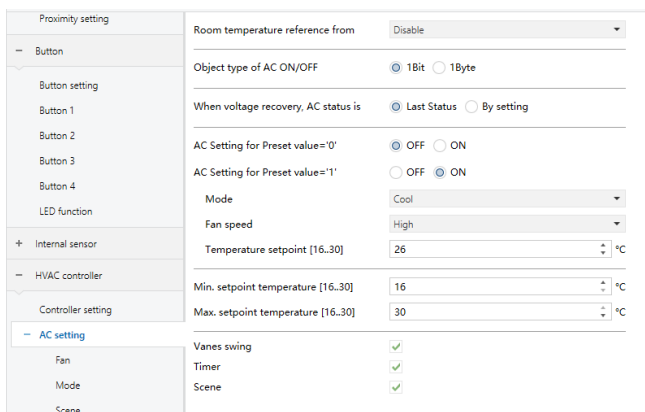 Proximity setting
Button
Button setting
Button 1
Button 2
Button 3
Button 4
LED function
Internal sensor
HVAC controller
Controller setting
AC setting
Fan
Mode
Scene
Room temperature reference from Disable
Object type of AC ON/OFF 1Bit 1Byte
When voltage recovery, AC status is Last Status By setting
AC Setting for Preset value='0' OFF ON
AC Setting for Preset value='1' OFF ON
Mode Cool
Fan speed High
Temperature setpoint [16..30] 26 °C
Min. setpoint temperature [16..30] 16 °C
Max. setpoint temperature [16..30] 30 °C
Vanes swing
Timer
Scene